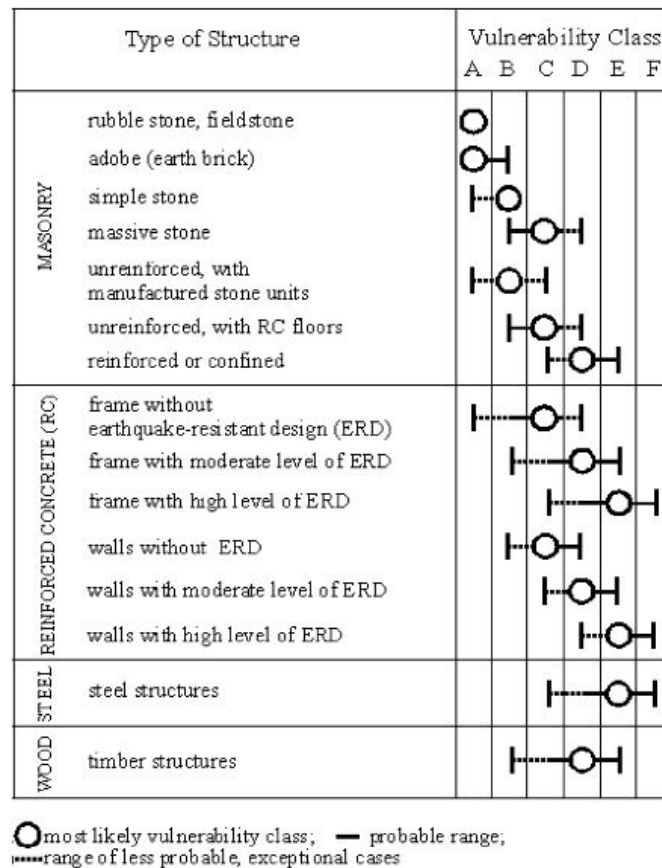 Type of Structure
Vulnerability Class
A B C D E F
MASONRY
rubble stone, fieldstone
adobe (earth brick)
simple stone
massive stone
unreinforced, with
manufactured stone units
unreinforced, with RC floors
reinforced or confined
REINFORCED CONCRETE (RC)
frame without
earthquake-resistant design (ERD)
frame with moderate level of ERD
frame with high level of ERD
walls without ERD
walls with moderate level of ERD
walls with high level of ERD
STEEL
steel structures
WOOD
timber structures
most likely vulnerability class; probable range;
range of less probable, exceptional cases